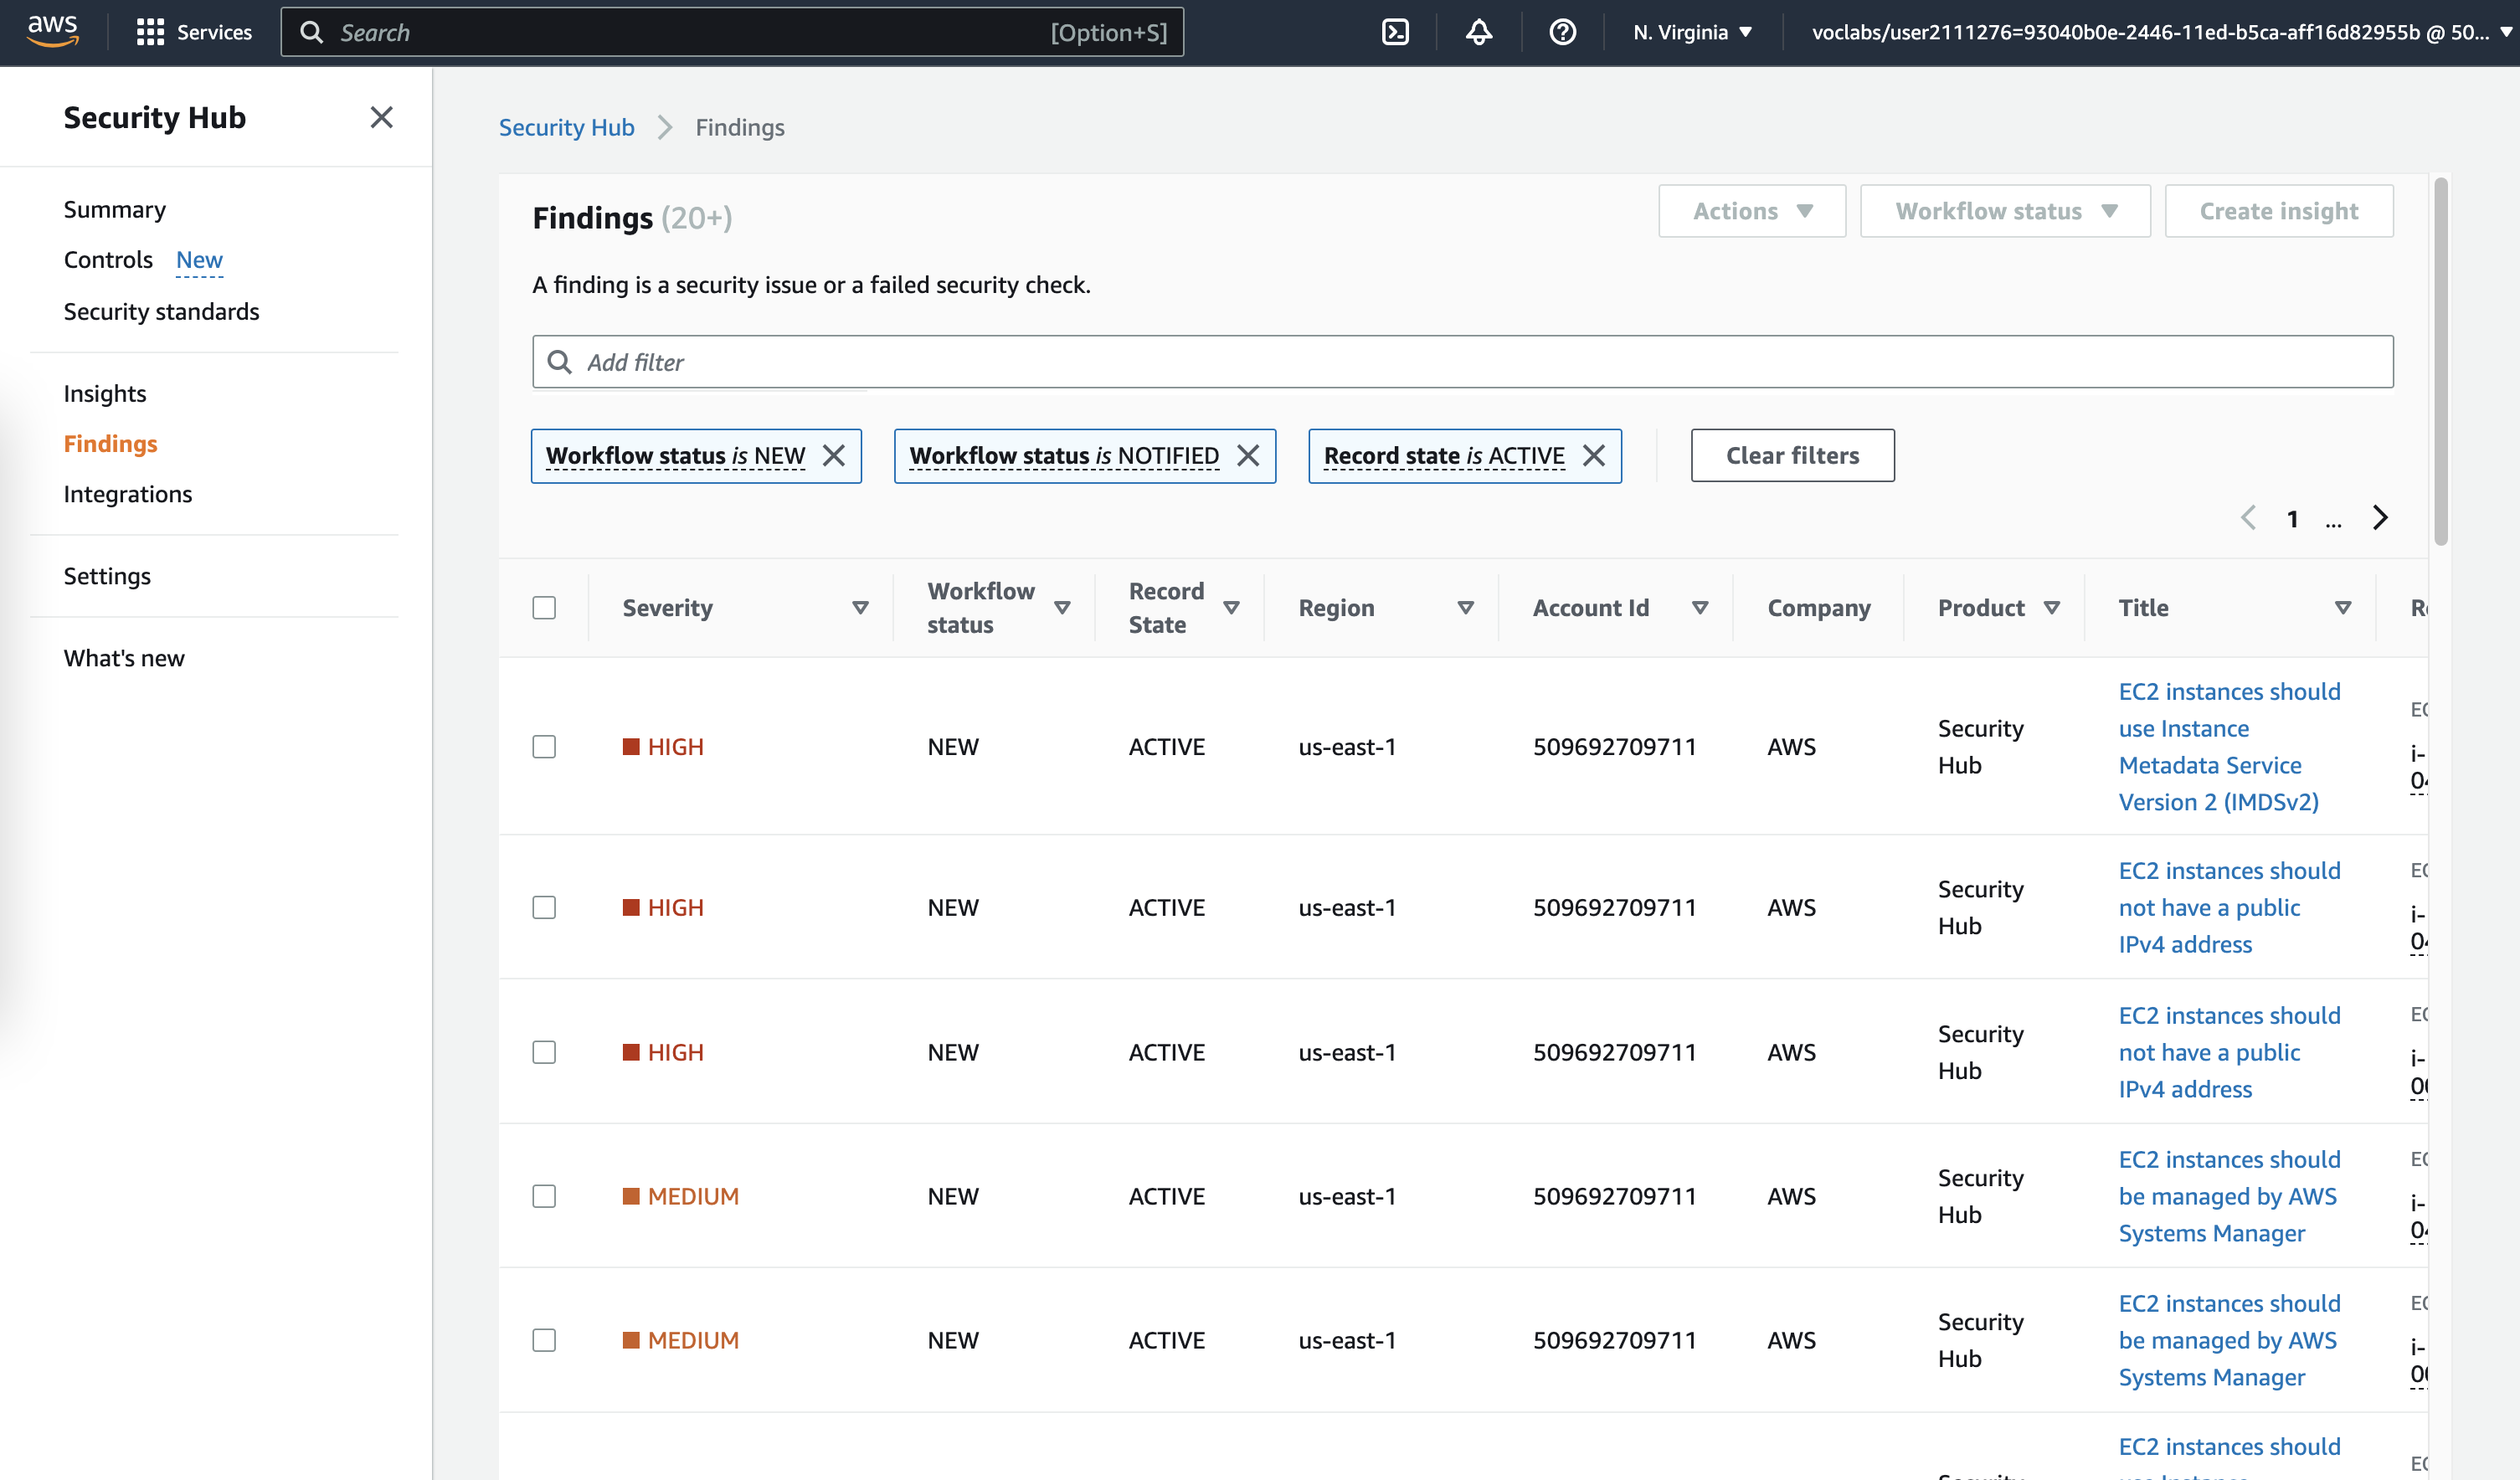 aws
Services
Search [Option+S]
N. Virginia
voclabs/user2111276=93040b0e-2446-11ed-b5ca-aff16d82955b @ 50...
Security Hub
Summary
Controls New
Security standards
Insights
Findings
Integrations
Settings
What's new
Security Hub Findings
Findings (20+)
Actions
Workflow status
Create insight
A finding is a security issue or a failed security check.
Add filter
Workflow status is NEW
Workflow status is NOTIFIED
Record state is ACTIVE
Clear filters
1 ...
Severity
Workflow
status
Record
State
Region
Account Id
Company
Product
Title
HIGH
NEW
ACTIVE
us-east-1
509692709711
AWS
Security
Hub
EC2 instances should
use Instance
Metadata Service
Version 2 (IMDSv2)
i-
HIGH
NEW
ACTIVE
us-east-1
509692709711
AWS
Security
Hub
EC2 instances should
not have a public
IPv4 address
i-
HIGH
NEW
ACTIVE
us-east-1
509692709711
AWS
Security
Hub
EC2 instances should
not have a public
IPv4 address
i-
MEDIUM
NEW
ACTIVE
us-east-1
509692709711
AWS
Security
Hub
EC2 instances should
be managed by AWS
Systems Manager
i-
MEDIUM
NEW
ACTIVE
us-east-1
509692709711
AWS
Security
Hub
EC2 instances should
be managed by AWS
Systems Manager
i-
EC2 instances should